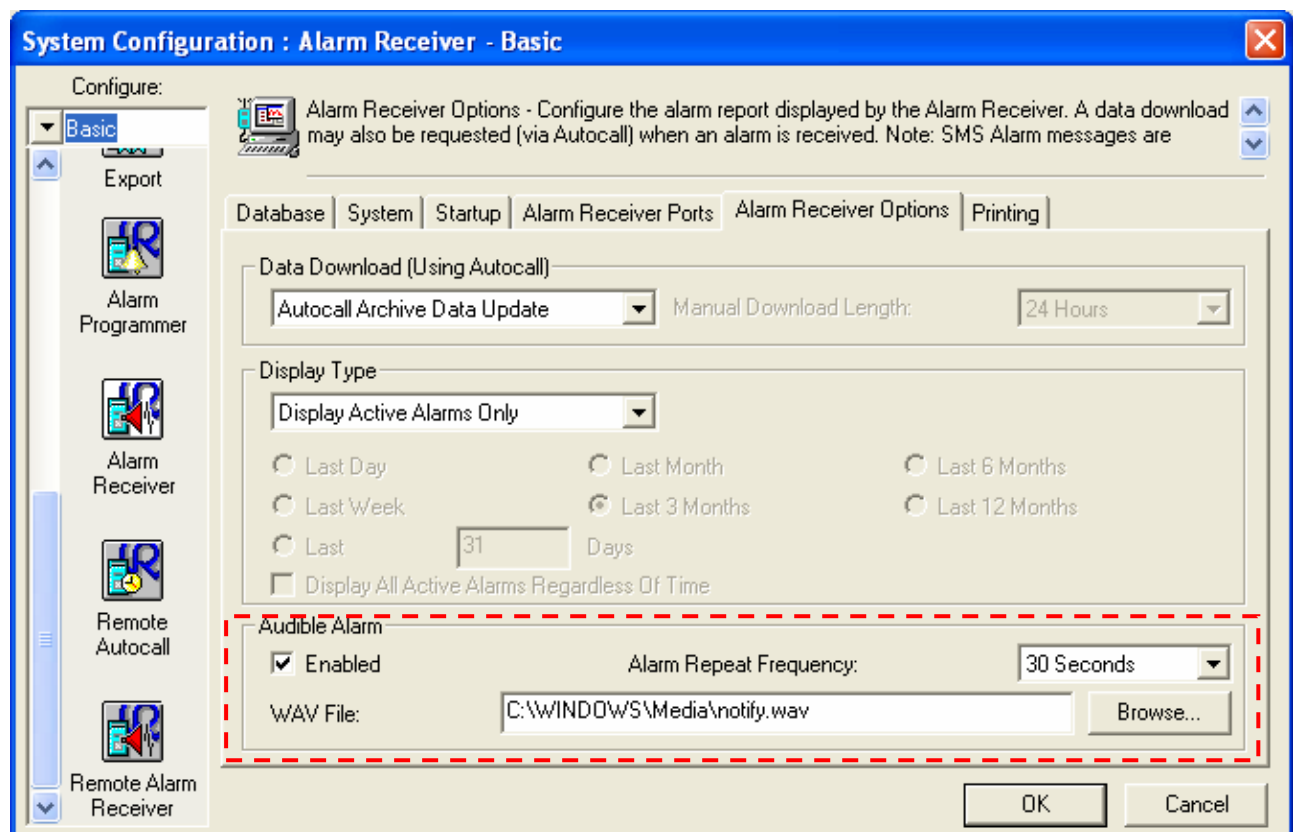 System Configuration : Alarm Receiver - Basic
Configure:
Basic
Export
Alarm
Programmer
Alarm
Receiver
Remote
Autocall
Remote Alarm
Receiver
Alarm Receiver Options - Configure the alarm report displayed by the Alarm Receiver. A data download
may also be requested (via Autocall) when an alarm is received. Note: SMS Alarm messages are
Database System Startup Alarm Receiver Ports Alarm Receiver Options Printing
Data Download (Using Autocall)
Autocall Archive Data Update Manual Download Length: 24 Hours
Display Type
Display Active Alarms Only
Last Day Last Month Last 6 Months
Last Week Last 3 Months Last 12 Months
Last 31 Days
Display All Active Alarms Regardless Of Time
Audible Alarm
Enabled Alarm Repeat Frequency: 30 Seconds
WAV File: C:\WINDOWS\Media\notify.wav Browse...
OK Cancel